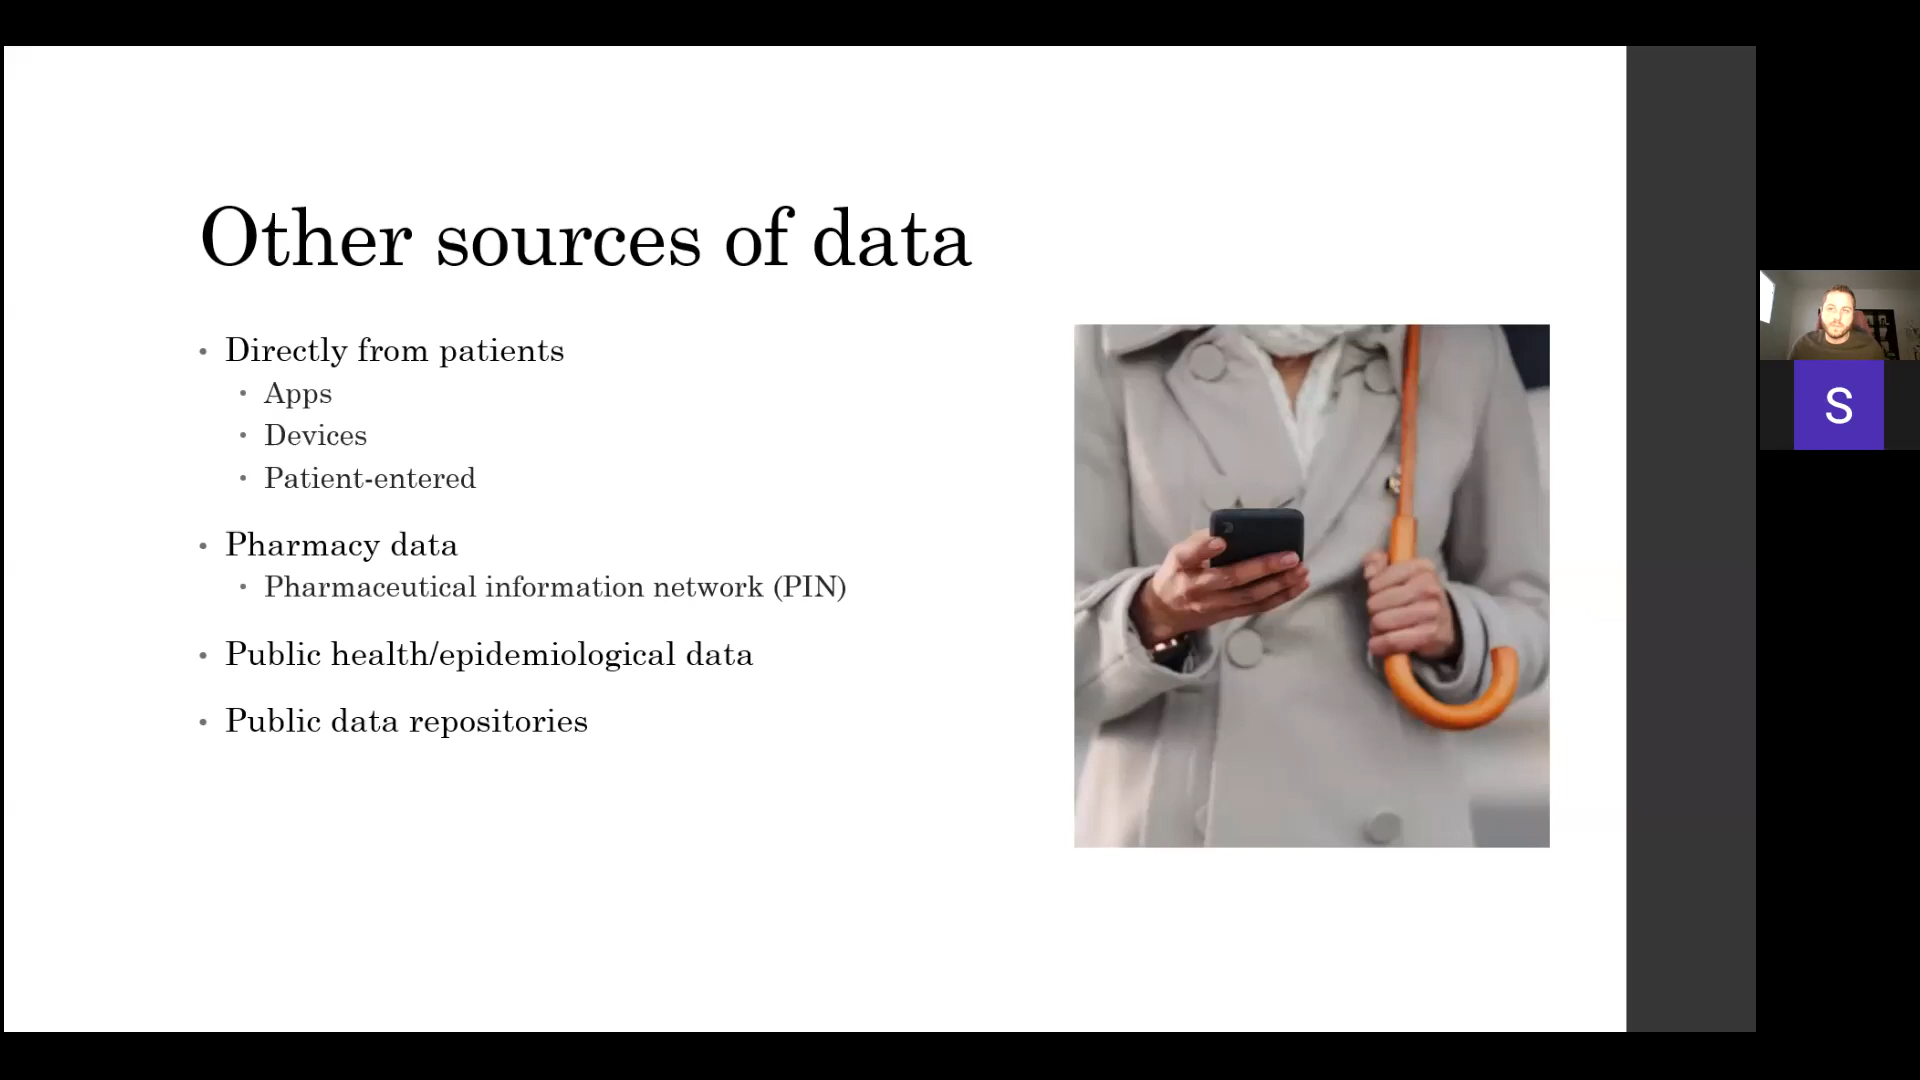 Other sources of data
• Directly from patients
• Apps
• Devices
• Patient-entered
• Pharmacy data
• Pharmaceutical information network (PIN)
• Public health/epidemiological data
• Public data repositories
S